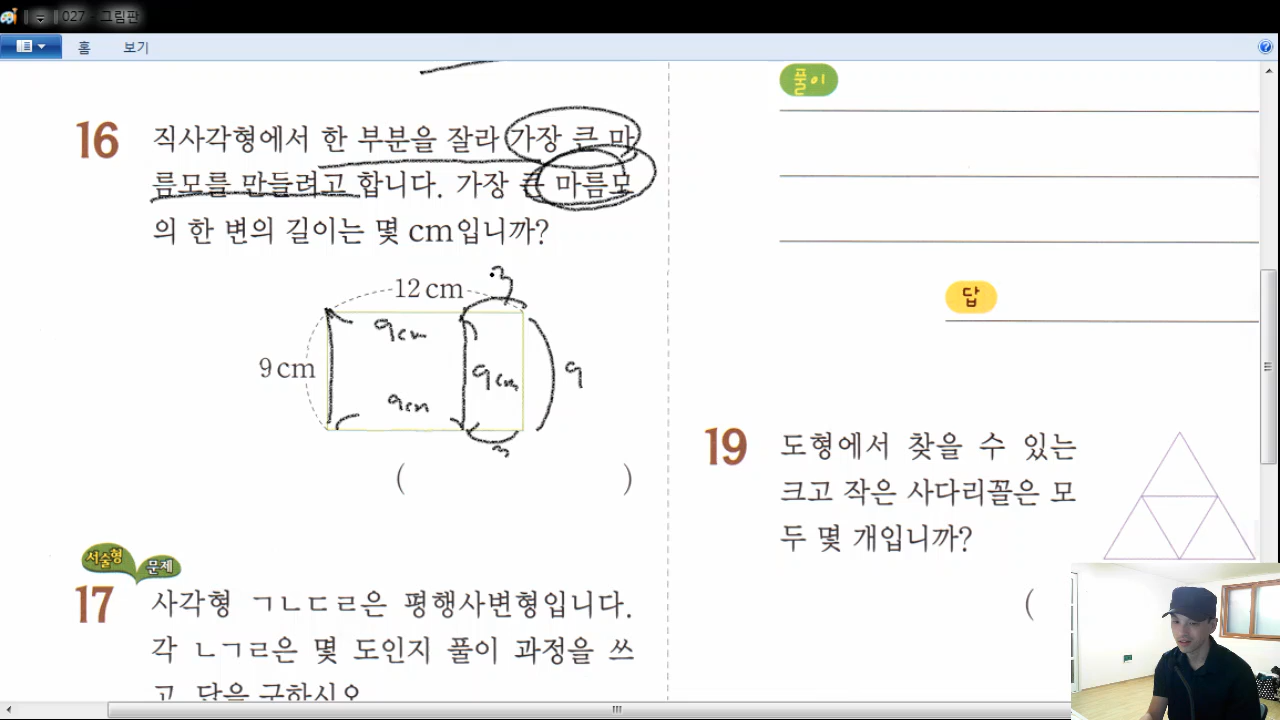 027 - 그림판
홈 보기
16 직사각형에서 한 부분을 잘라 가장 큰 마
름모를 만들려고 합니다. 가장 큰 마름모
의 한 변의 길이는 몇 cm입니까?
3
12 cm
9cm
9 cm
9cm
9
9cm
3
( )
서술형 문제
17 사각형 ㄱㄴㄷㄹ은 평행사변형입니다.
각 ㄴㄱㄹ은 몇 도인지 풀이 과정을 쓰
고 답을 구하시오
풀이
답
19 도형에서 찾을 수 있는
크고 작은 사다리꼴은 모
두 몇 개입니까?
(